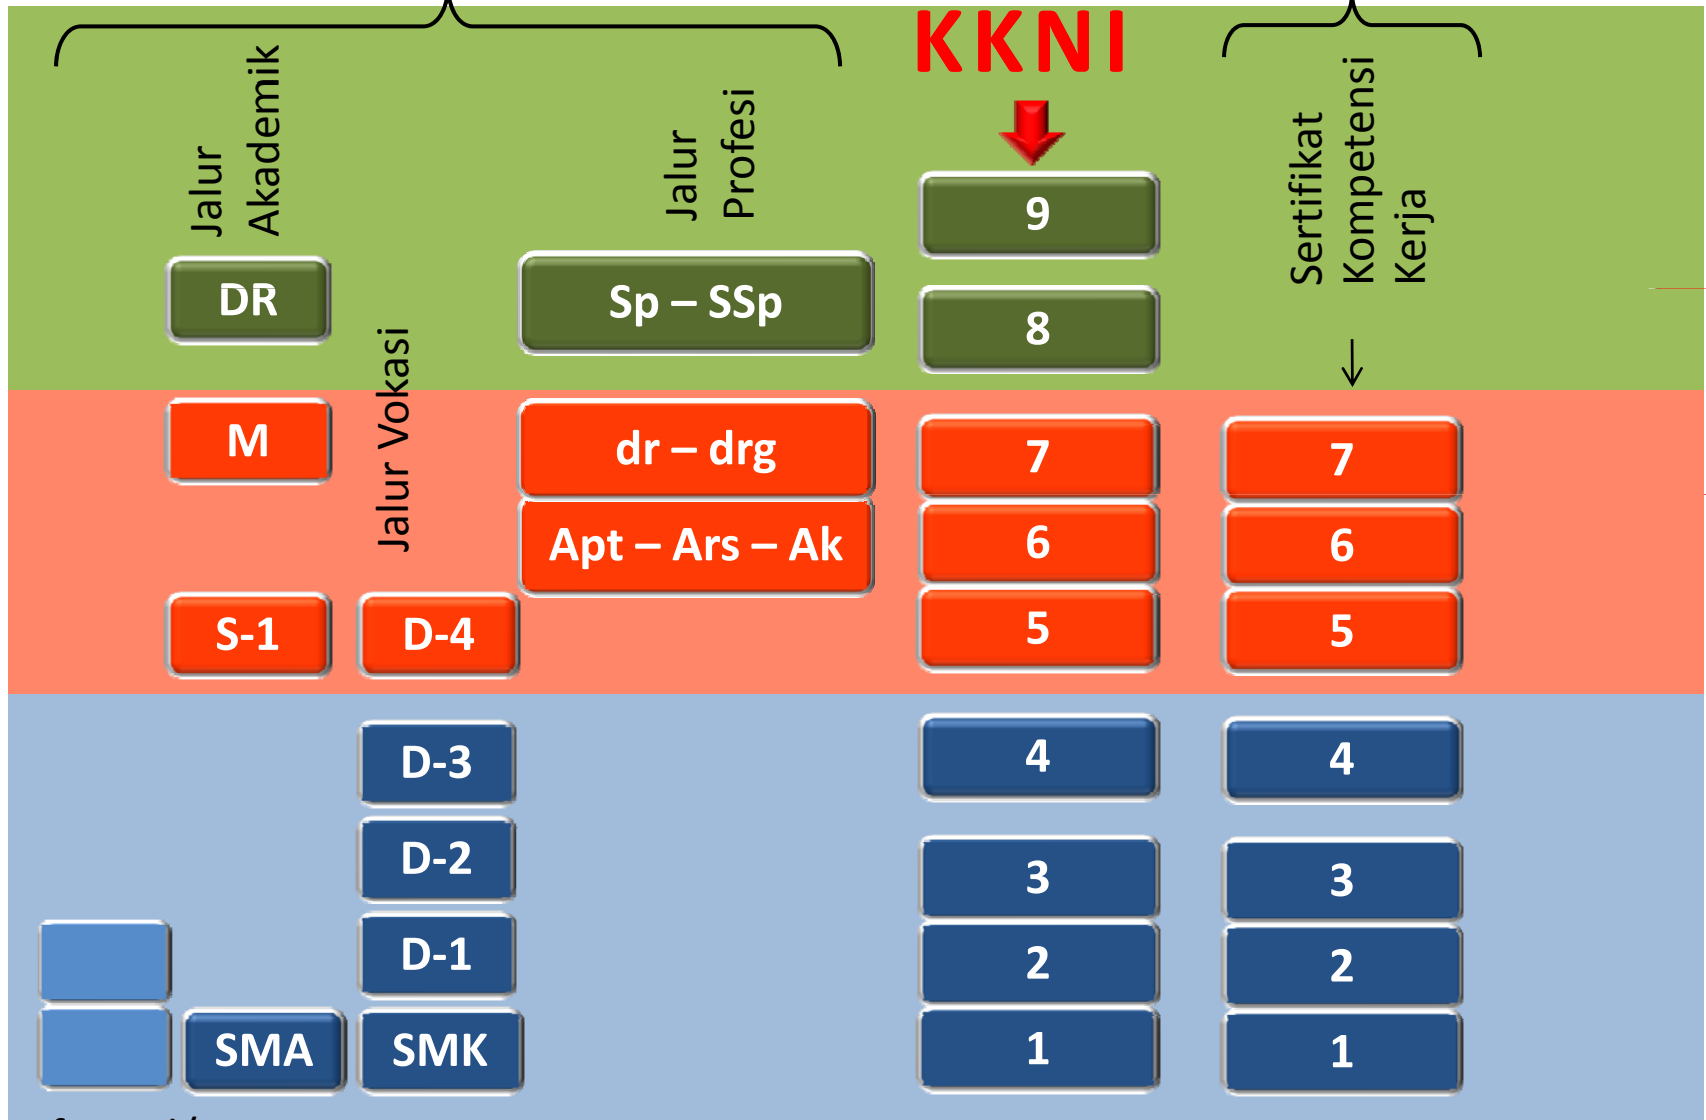 KKNI
Jalur
Akademik
Jalur
Profesi
Sertifikat
Kompetensi
Kerja
9
DR
Sp – SSp
8
Jalur Vokasi
M
dr – drg
7
7
Apt – Ars – Ak
6
6
S-1
D-4
5
5
D-3
4
4
D-2
3
3
D-1
2
2
SMA
SMK
1
1